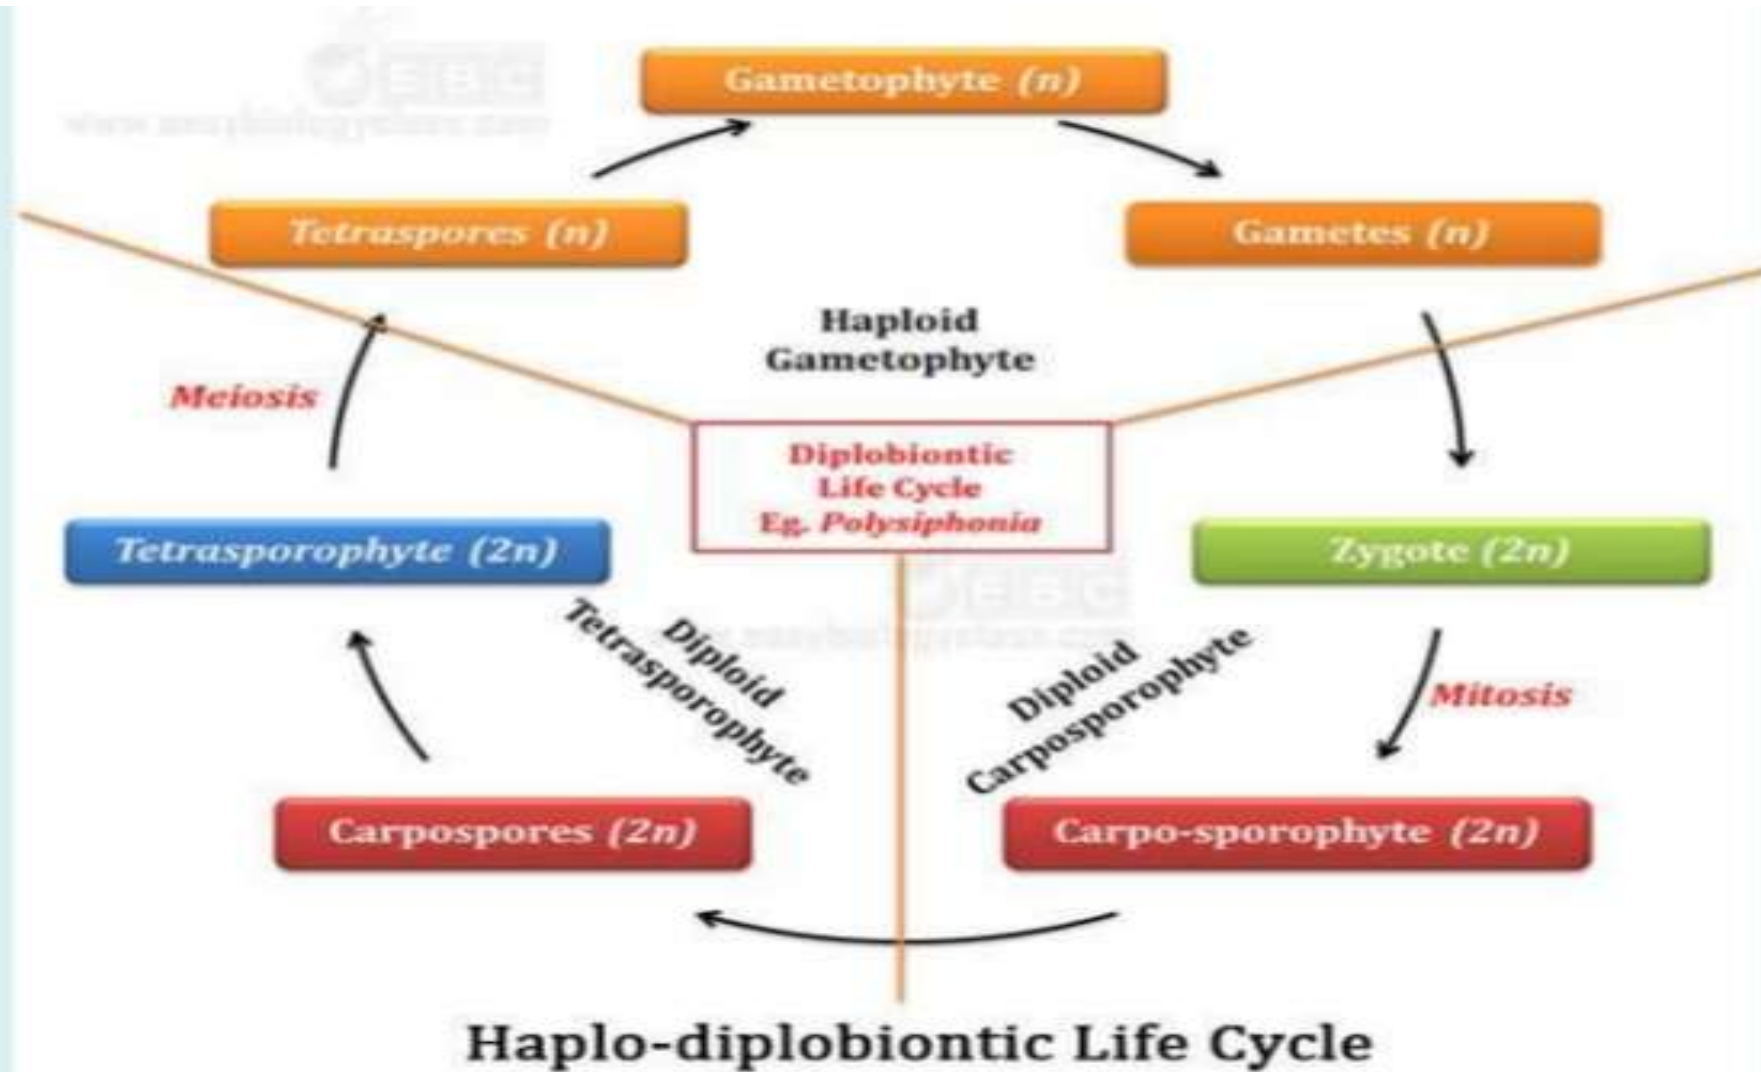 Gametophyte (n)
Tetraspores (n)
Gametes (n)
Haploid
Gametophyte
Meiosis
Diplobiontic
Life Cycle
Eg. Polysiphonia
Tetrasporophyte (2n)
Zygote (2n)
EBC
Diploid
Tetrasporophyte
Diploid
Carposporophyte
Mitosis
Carpospores (2n)
Carpo-sporophyte (2n)
Haplo-diplobiontic Life Cycle